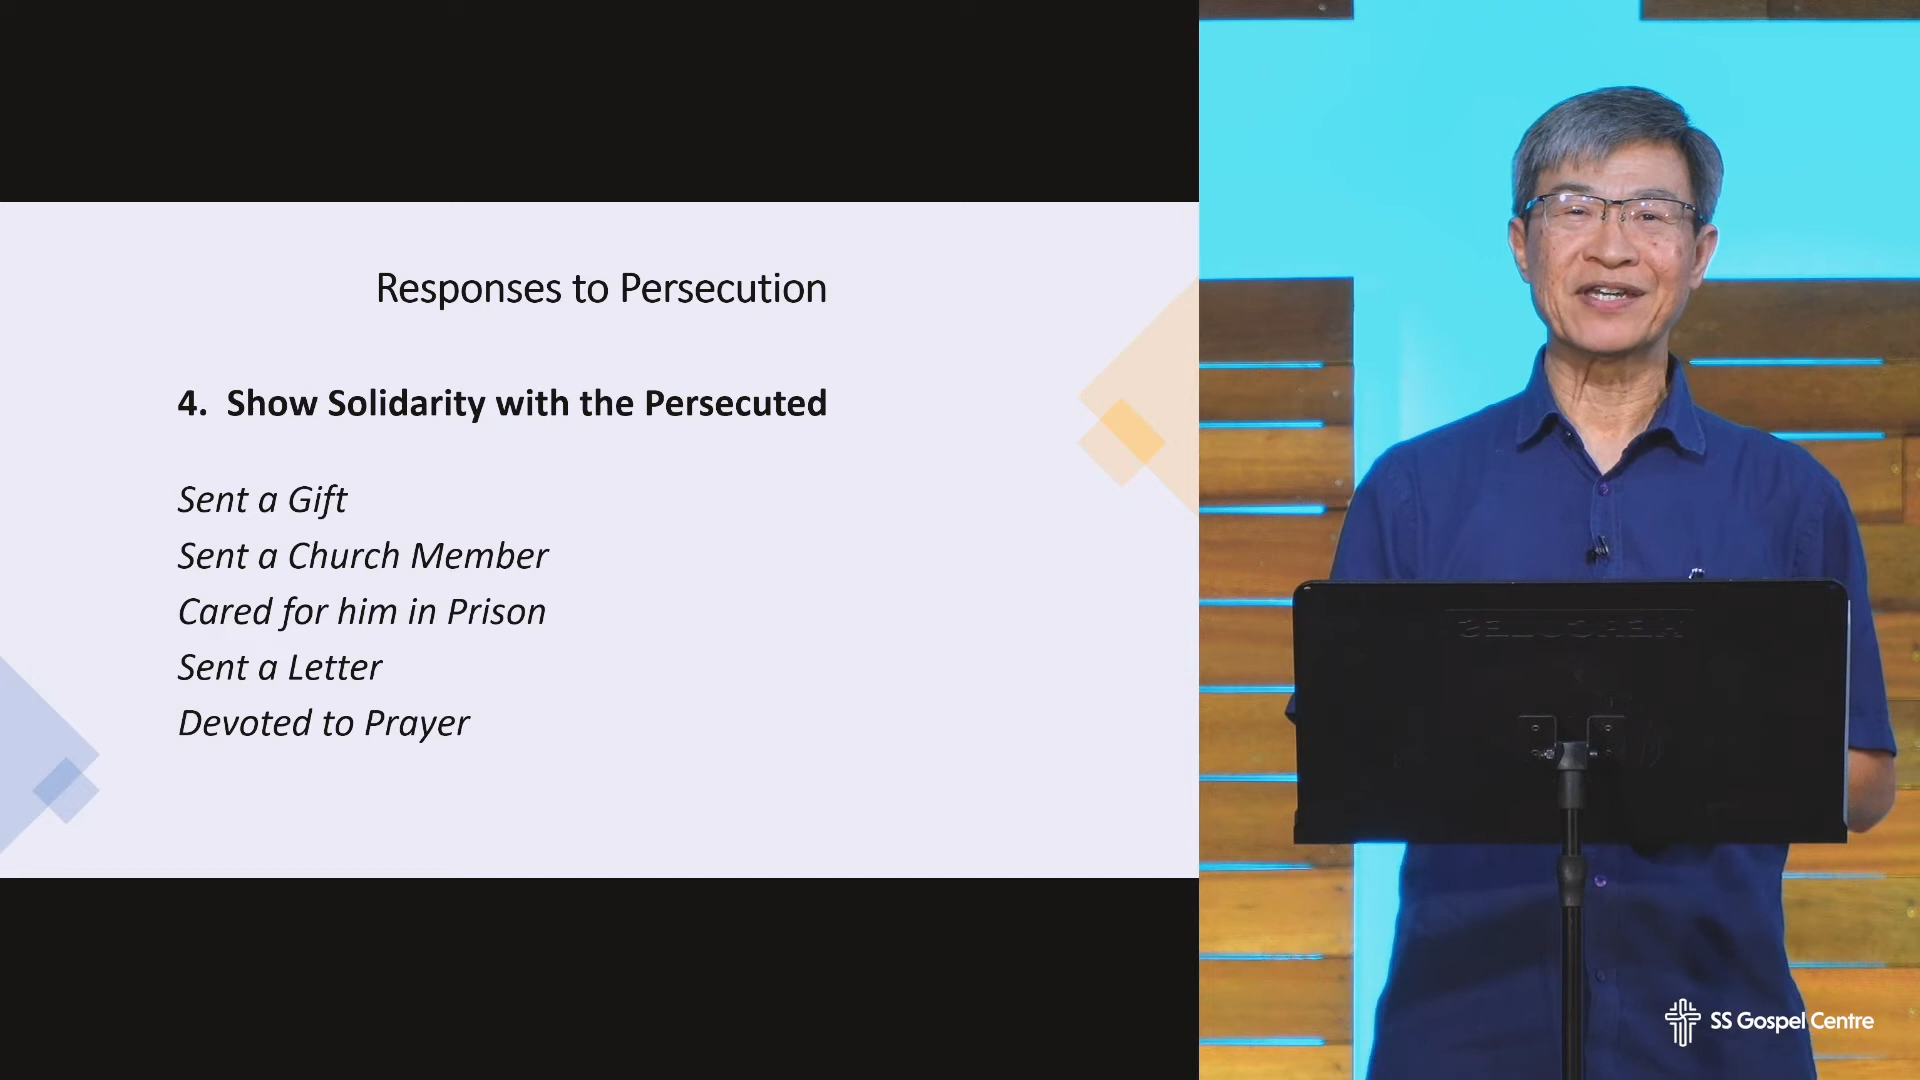 Responses to Persecution
4. Show Solidarity with the Persecuted
Sent a Gift
Sent a Church Member
Cared for him in Prison
Sent a Letter
Devoted to Prayer
HERCULES
SS Gospel Centre